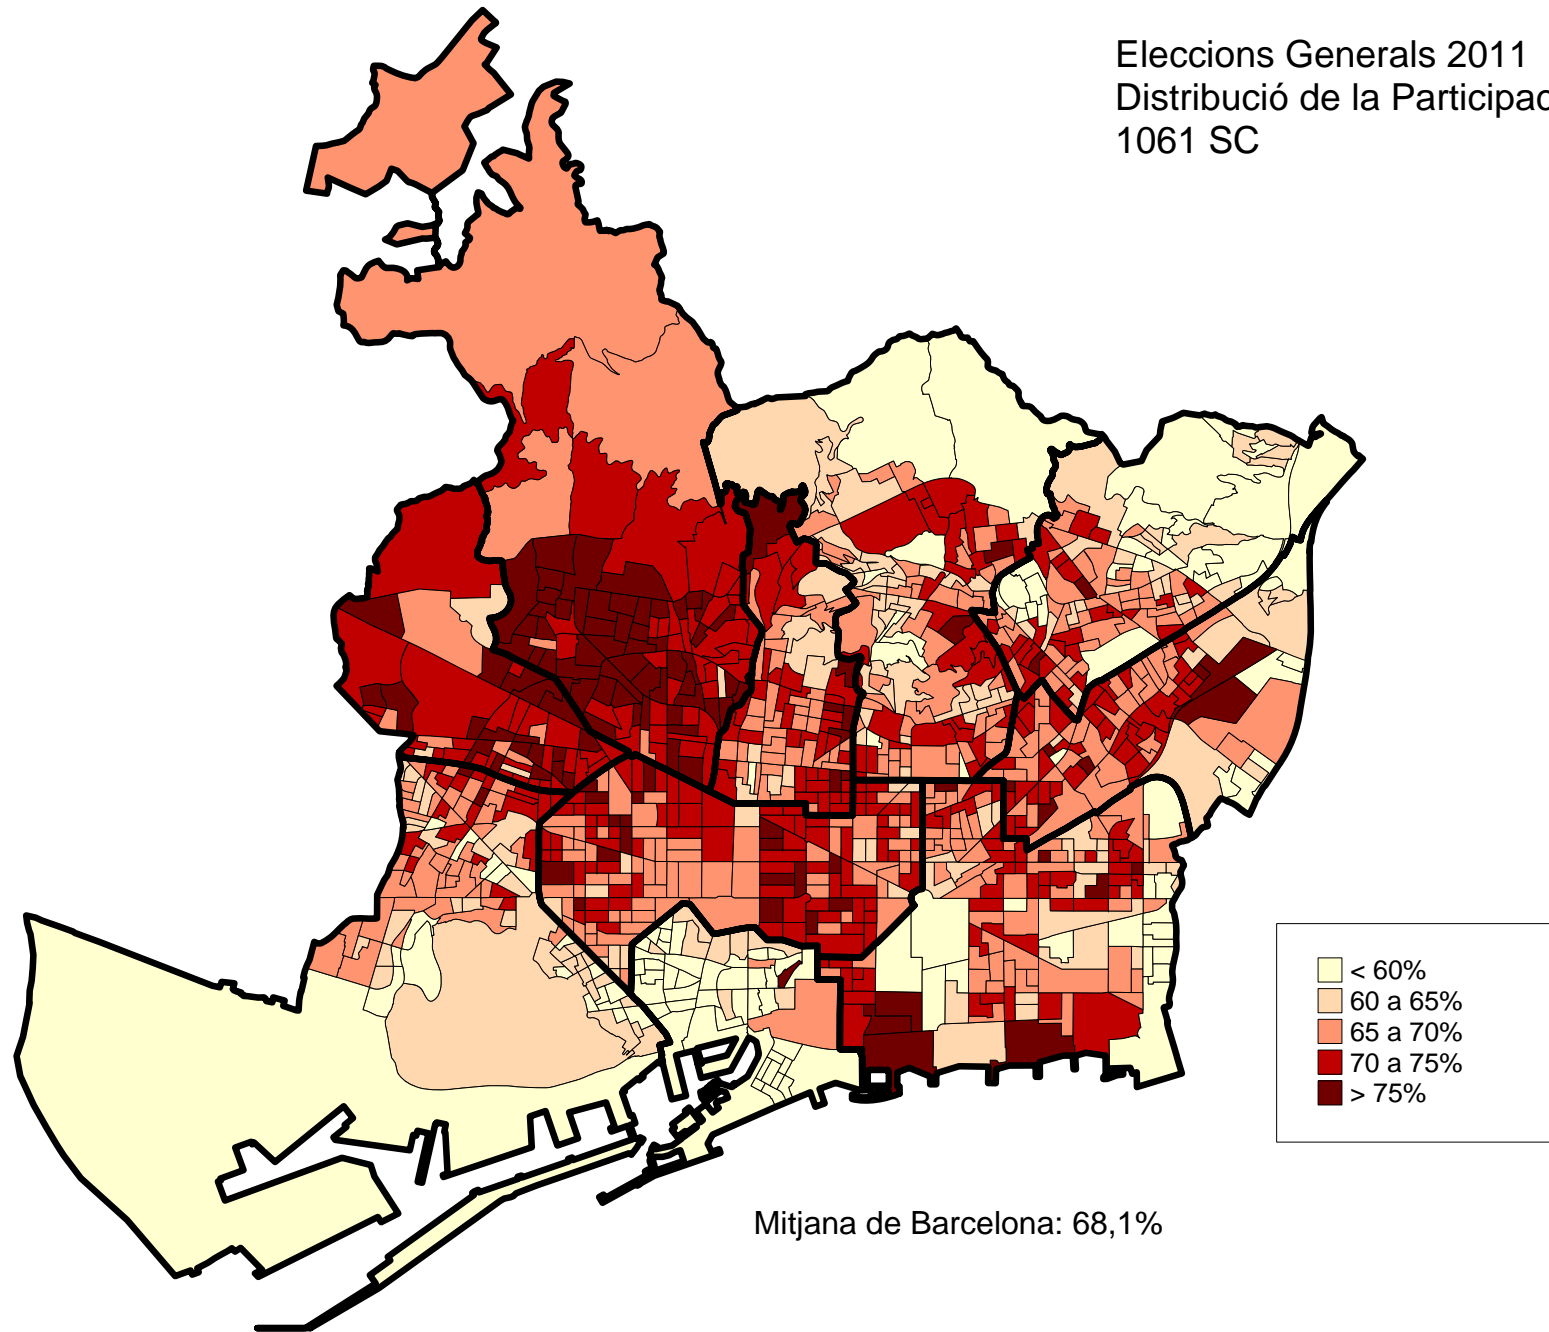 Eleccions Generals 2011
Distribució de la Participac
1061 SC
< 60%
60 a 65%
65 a 70%
70 a 75%
> 75%
Mitjana de Barcelona: 68,1%